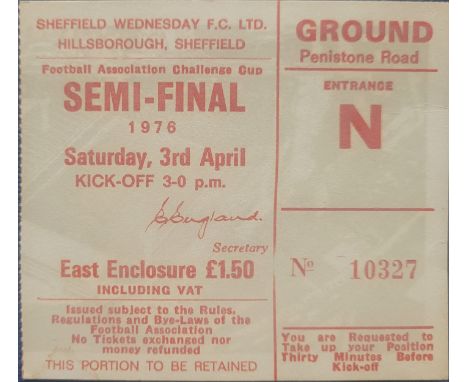 SHEFFIELD WEDNESDAY F.C. LTD.
HILLSBOROUGH, SHEFFIELD
Football Association Challenge Cup
SEMI-FINAL
1976
Saturday, 3rd April
KICK-OFF 3-0 p.m.
E England.
Secretary
East Enclosure £1.50
INCLUDING VAT
Issued subject to the Rules,
Regulations and Bye-Laws of the
Football Association
No Tickets exchanged nor
money refunded
THIS PORTION TO BE RETAINED
GROUND
Penistone Road
ENTRANCE
N
Nº 10327
You are Requested to
Take up your Position
Thirty Minutes Before
Kick-off